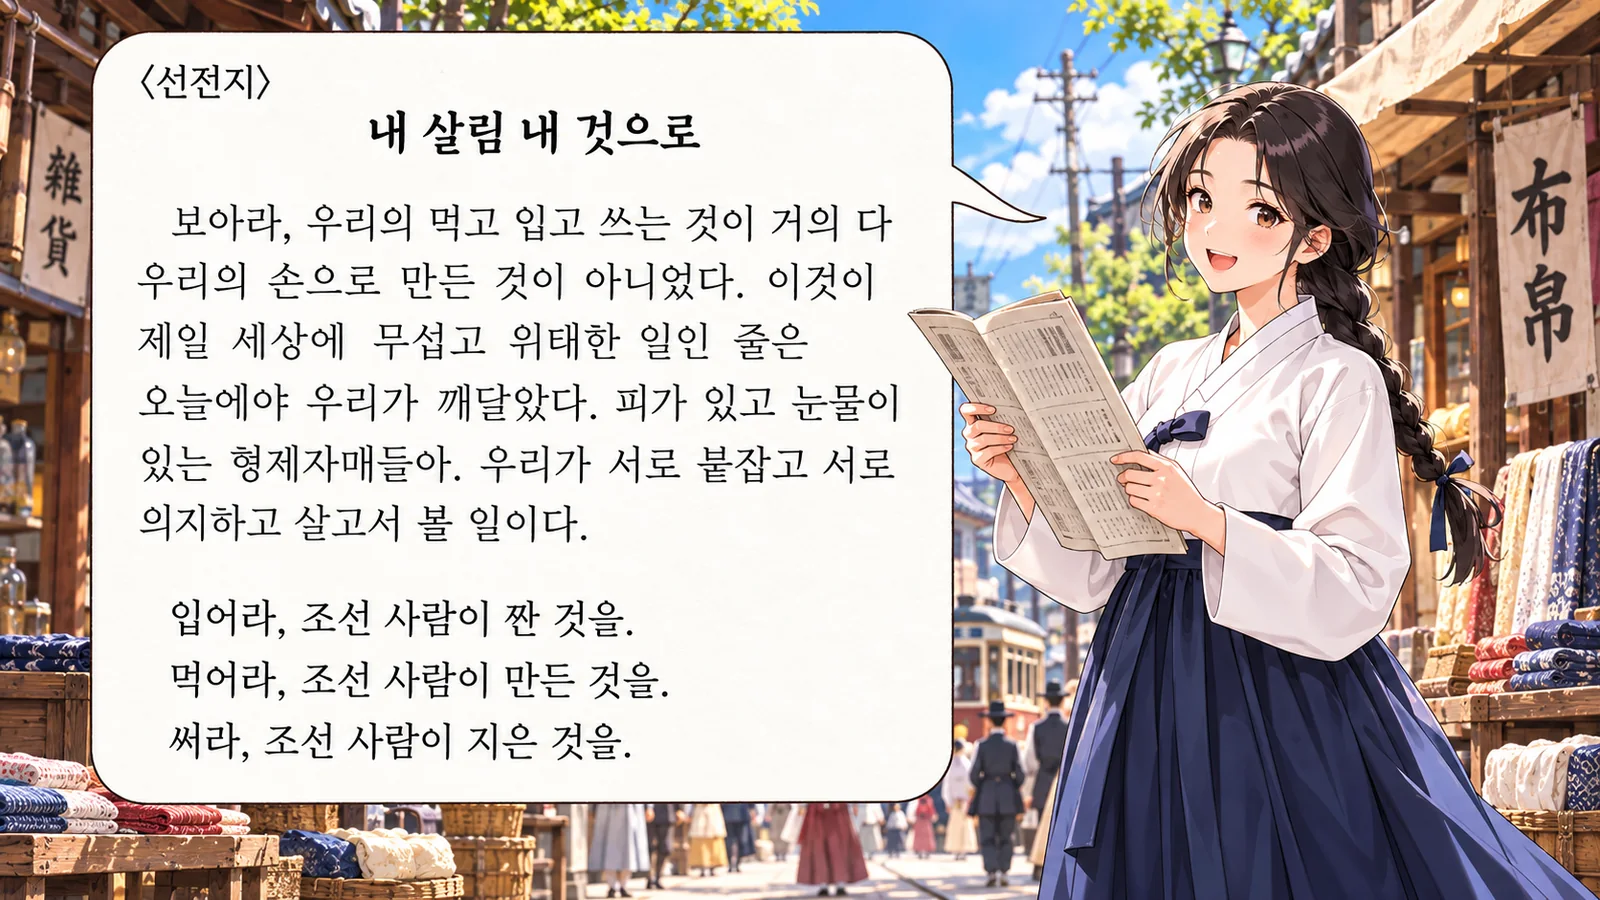 〈선전지〉
내 살림 내 것으로
보아라, 우리의 먹고 입고 쓰는 것이 거의 다
우리의 손으로 만든 것이 아니었다. 이것이
제일 세상에 무섭고 위태한 일인 줄은
오늘에야 우리가 깨달았다. 피가 있고 눈물이
있는 형제자매들아. 우리가 서로 붙잡고 서로
의지하고 살고서 볼 일이다.
입어라, 조선 사람이 짠 것을.
먹어라, 조선 사람이 만든 것을.
써라, 조선 사람이 지은 것을.
雜貨
布帛